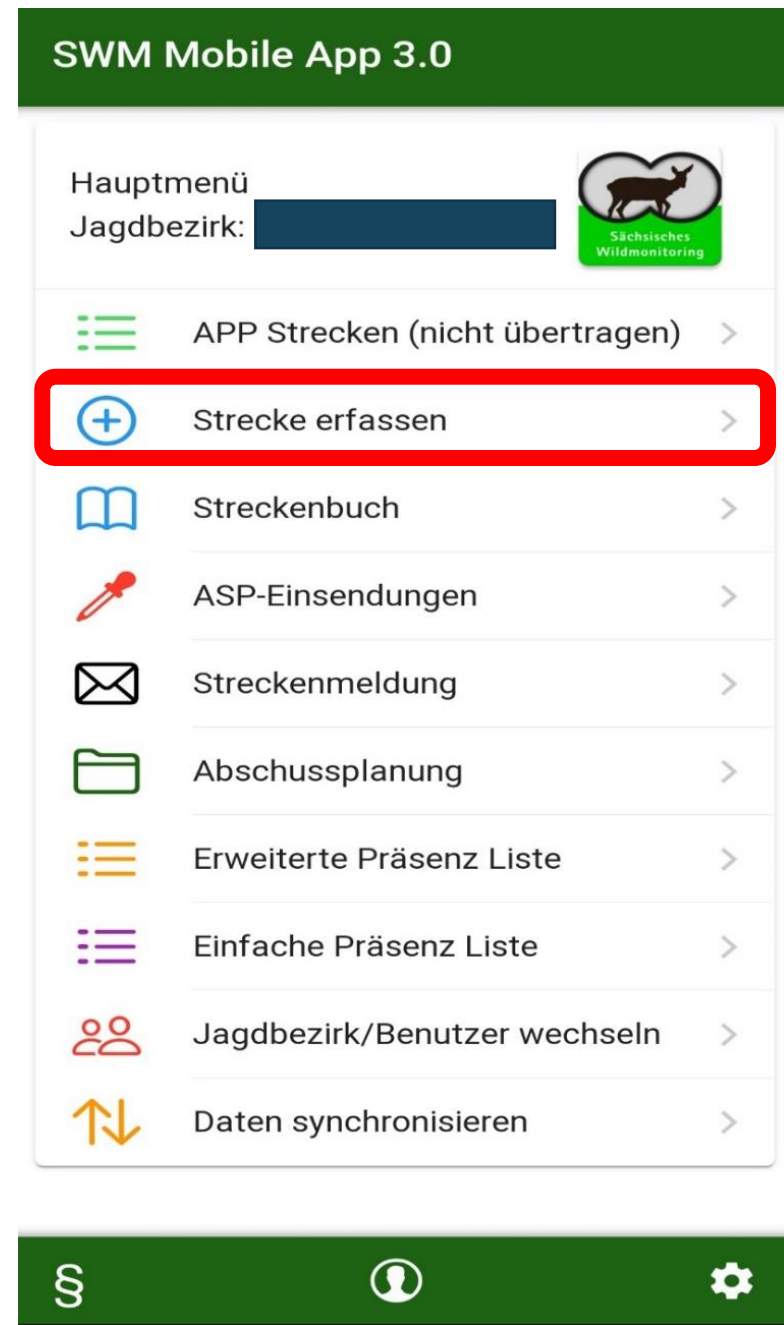 SWM Mobile App 3.0
Hauptmenü
Jagdbezirk:
Sächsisches
Wildmonitoring
APP Strecken (nicht übertragen)
Strecke erfassen
Streckenbuch
ASP-Einsendungen
Streckenmeldung
Abschussplanung
Erweiterte Präsenz Liste
Einfache Präsenz Liste
Jagdbezirk/Benutzer wechseln
Daten synchronisieren
§